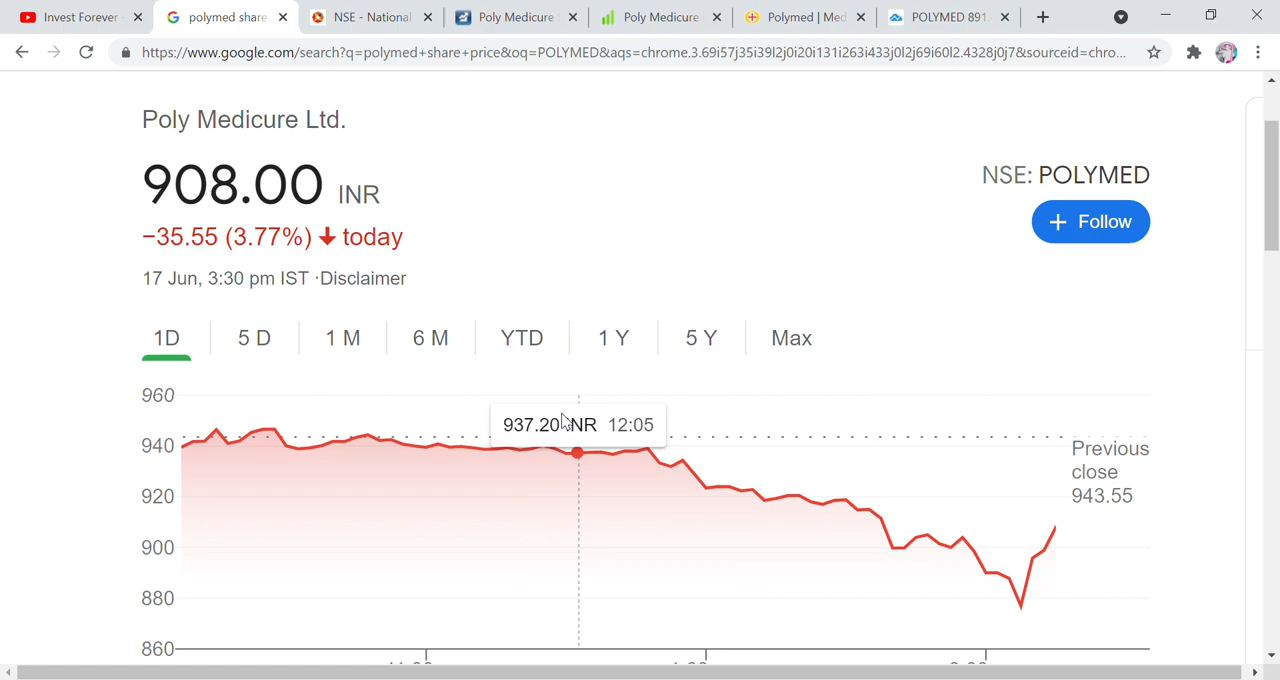 Invest Forever
polymed share
NSE - National
Poly Medicure
Poly Medicure
Polymed | Med
POLYMED 891.
https://www.google.com/search?q=polymed+share+price&oq=POLYMED&aqs=chrome.3.69i57j35i39l2j0i20i131i263i433j0l2j69i60l2.4328j0j7&sourceid=chro...
Poly Medicure Ltd.
908.00 INR
NSE: POLYMED
−35.55 (3.77%) today
+ Follow
17 Jun, 3:30 pm IST ·Disclaimer
1D 5 D 1 M 6 M YTD 1 Y 5 Y Max
960
937.20 INR 12:05
940
Previous
close
943.55
920
900
880
860